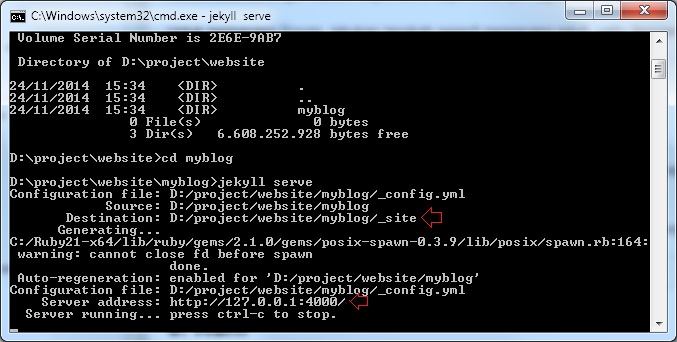 C:\Windows\system32\cmd.exe - jekyll  serve
Volume Serial Number is 2E6E-9AB7
Directory of D:\project\website
24/11/2014  15:34    <DIR>          .
24/11/2014  15:34    <DIR>          ..
24/11/2014  15:34    <DIR>          myblog
0 File(s)              0 bytes
3 Dir(s)   6.608.252.928 bytes free
D:\project\website>cd myblog
D:\project\website\myblog>jekyll serve
Configuration file: D:/project/website/myblog/_config.yml
Source: D:/project/website/myblog
Destination: D:/project/website/myblog/_site
Generating...
C:/Ruby21-x64/lib/ruby/gems/2.1.0/gems/posix-spawn-0.3.9/lib/posix/spawn.rb:164:
warning: cannot close fd before spawn
done.
Auto-regeneration: enabled for 'D:/project/website/myblog'
Configuration file: D:/project/website/myblog/_config.yml
Server address: http://127.0.0.1:4000/
Server running... press ctrl-c to stop.